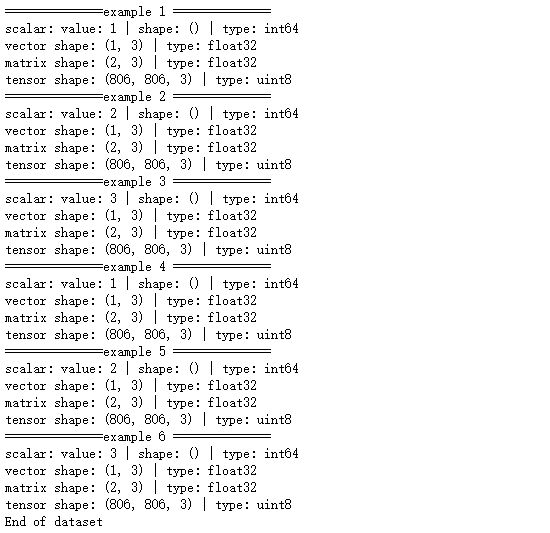 ==============example 1 ==============
scalar: value: 1 | shape: () | type: int64
vector shape: (1, 3) | type: float32
matrix shape: (2, 3) | type: float32
tensor shape: (806, 806, 3) | type: uint8
==============example 2 ==============
scalar: value: 2 | shape: () | type: int64
vector shape: (1, 3) | type: float32
matrix shape: (2, 3) | type: float32
tensor shape: (806, 806, 3) | type: uint8
==============example 3 ==============
scalar: value: 3 | shape: () | type: int64
vector shape: (1, 3) | type: float32
matrix shape: (2, 3) | type: float32
tensor shape: (806, 806, 3) | type: uint8
==============example 4 ==============
scalar: value: 1 | shape: () | type: int64
vector shape: (1, 3) | type: float32
matrix shape: (2, 3) | type: float32
tensor shape: (806, 806, 3) | type: uint8
==============example 5 ==============
scalar: value: 2 | shape: () | type: int64
vector shape: (1, 3) | type: float32
matrix shape: (2, 3) | type: float32
tensor shape: (806, 806, 3) | type: uint8
==============example 6 ==============
scalar: value: 3 | shape: () | type: int64
vector shape: (1, 3) | type: float32
matrix shape: (2, 3) | type: float32
tensor shape: (806, 806, 3) | type: uint8
End of dataset